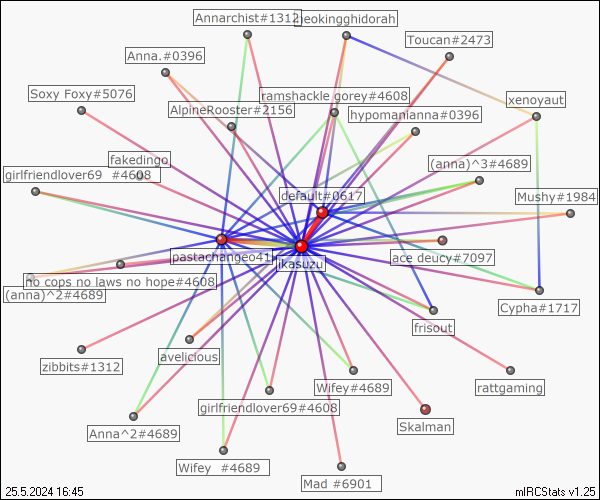 Annarchist#1312
neokingghidorah
Toucan#2473
Anna.#0396
Soxy Foxy#5076
ramshackle gorey#4608
xenoyaut
AlpineRooster#2156
hypomanianna#0396
fakedingo
(anna)^3#4689
girlfriendlover69 #4608
default#0617
Mushy#1984
pastachangeo41
ikasuzu
ace deucy#7097
no cops no laws no hope#4608
(anna)^2#4689
Cypha#1717
frisout
avelicious
zibbits#1312
Wifey#4689
rattgaming
girlfriendlover69#4608
Skalman
Anna^2#4689
Wifey #4689
Mad #6901
25.5.2024 16:45
mIRCStats v1.25